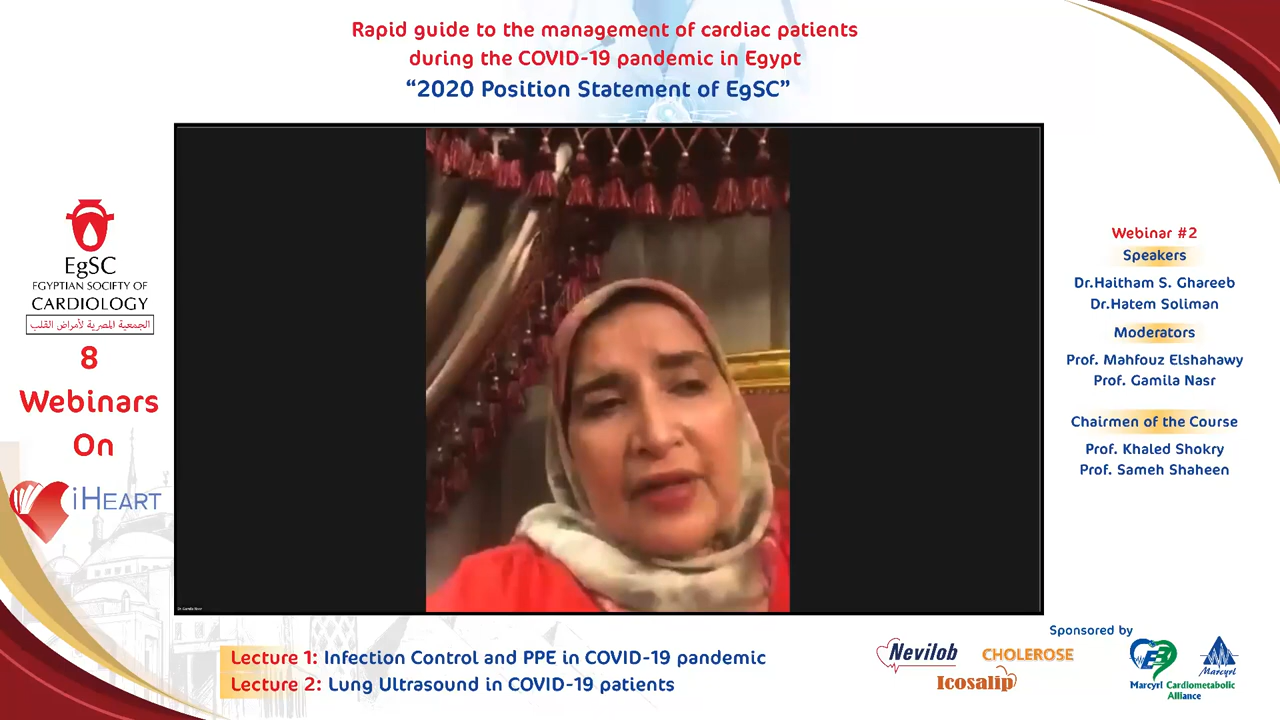 Rapid guide to the management of cardiac patients
during the COVID-19 pandemic in Egypt
“2020 Position Statement of EgSC”
EgSC
EGYPTIAN SOCIETY OF
CARDIOLOGY
الجمعية المصرية لأمراض القلب
8
Webinars
On
iHEART
Webinar #2
Speakers
Dr.Haitham S. Ghareeb
Dr.Hatem Soliman
Moderators
Prof. Mahfouz Elshahawy
Prof. Gamila Nasr
Chairmen of the Course
Prof. Khaled Shokry
Prof. Sameh Shaheen
Lecture 1: Infection Control and PPE in COVID-19 pandemic
Lecture 2: Lung Ultrasound in COVID-19 patients
Sponsored by
Nevilob
CHOLEROSE
Icosalip
Marcyrl
Marcyrl Cardiometabolic
Alliance